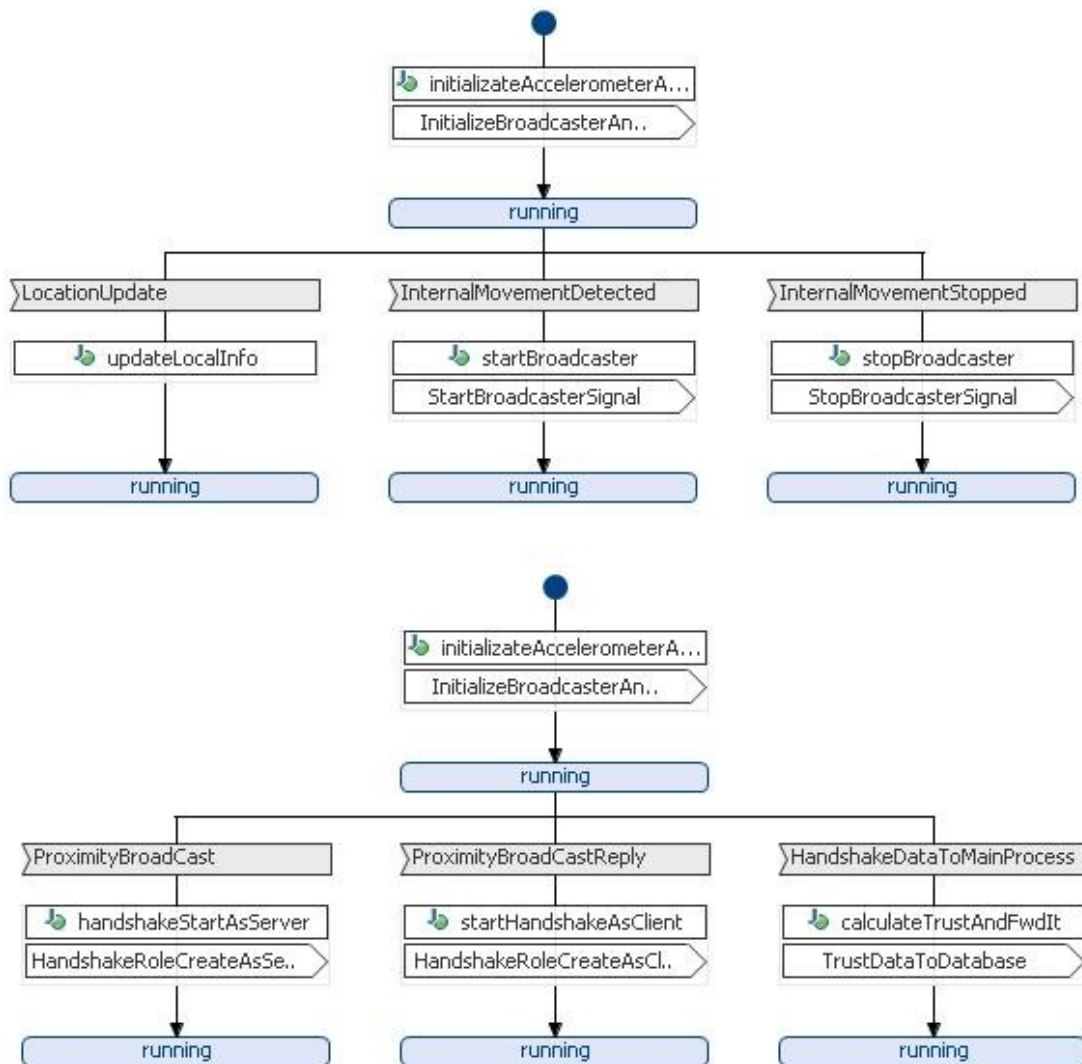 initializateAccelerometerA...
InitializeBroadcasterAn..
running
LocationUpdate
InternalMovementDetected
InternalMovementStopped
updateLocalInfo
startBroadcaster
stopBroadcaster
StartBroadcasterSignal
StopBroadcasterSignal
running
running
running
initializateAccelerometerA...
InitializeBroadcasterAn..
running
ProximityBroadCast
ProximityBroadCastReply
HandshakeDataToMainProcess
handshakeStartAsServer
startHandshakeAsClient
calculateTrustAndFwdIt
HandshakeRoleCreateAsSe..
HandshakeRoleCreateAsCl..
TrustDataToDatabase
running
running
running